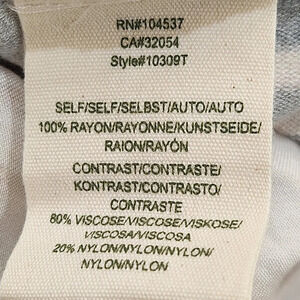 RN#104537
CA#32054
Style#10309T
SELF/SELF/SELBST/AUTO/AUTO
100% RAYON/RAYONNE/KUNSTSEIDE/
RAION/RAYÓN
CONTRAST/CONTRASTE/
KONTRAST/CONTRASTO/
CONTRASTE
80% VISCOSE/VISCOSE/VISKOSE/
VISCOSA/VISCOSA
20% NYLON/NYLON/NYLON/
NYLON/NYLON